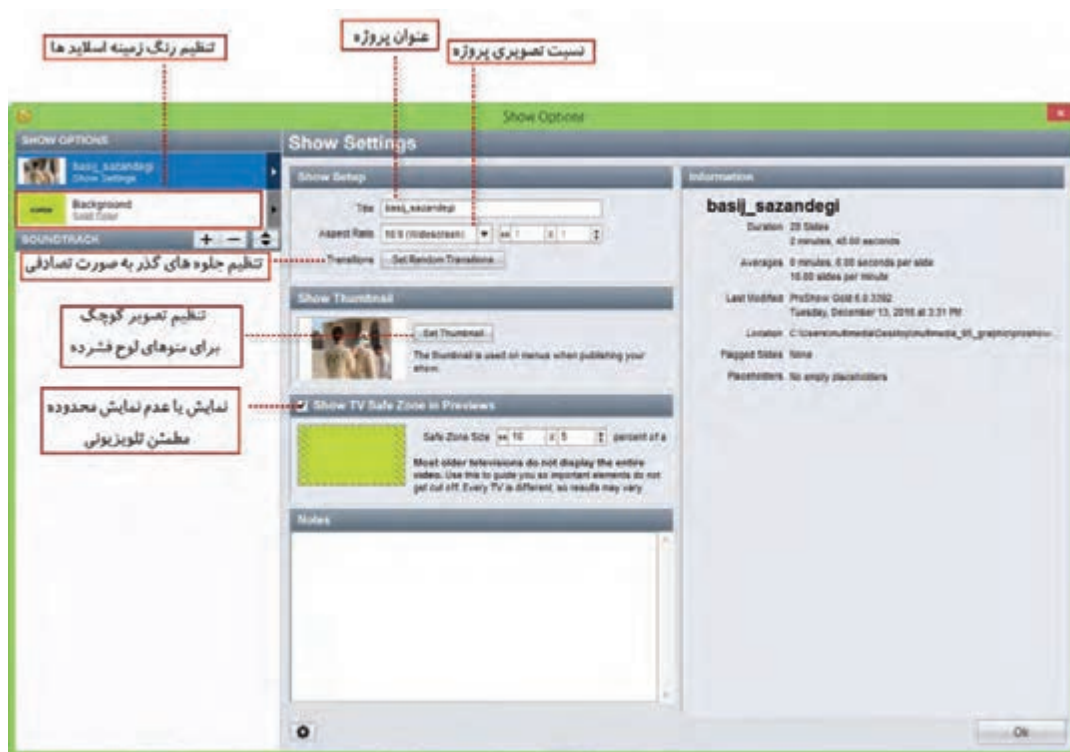 عنوان پروژه
تنظیم رنگ زمینه اسلاید ها
نسبت تصویری پروژه
Show Options
SHOW OPTIONS
Show Settings
basij_sazandegi
Show Settings
Background
Solid Color
SOUNDTRACK
تنظیم جلوه های گذر به صورت تصادفی
تنظیم تصویر کوچک
برای منوهای لوح فشرده
نمایش یا عدم نمایش محدوده
مطمئن تلویزیونی
Show Setup
Title basij_sazandegi
Aspect Ratio 16:9 (Widescreen) 1 x 1
Transitions Set Random Transitions
Show Thumbnail
Set Thumbnail
The thumbnail is used on menus when publishing your
show.
Show TV Safe Zone in Previews
Safe Zone Size 10 x 5 percent of a
Most older televisions do not display the entire
video. Use this to guide you so important elements do not
get cut off. Every TV is different, so results may vary.
Notes
Information
basij_sazandegi
Duration Slides
2 minutes, 45.00 seconds
Averages 0 minutes, 6.00 seconds per slide
10.00 slides per minute
Last Modified ProShow Gold 6.0.3392
Tuesday, December 13, 2016 at 3:31 PM
Location
Flagged Slides None
Placeholders No empty placeholders
Ok